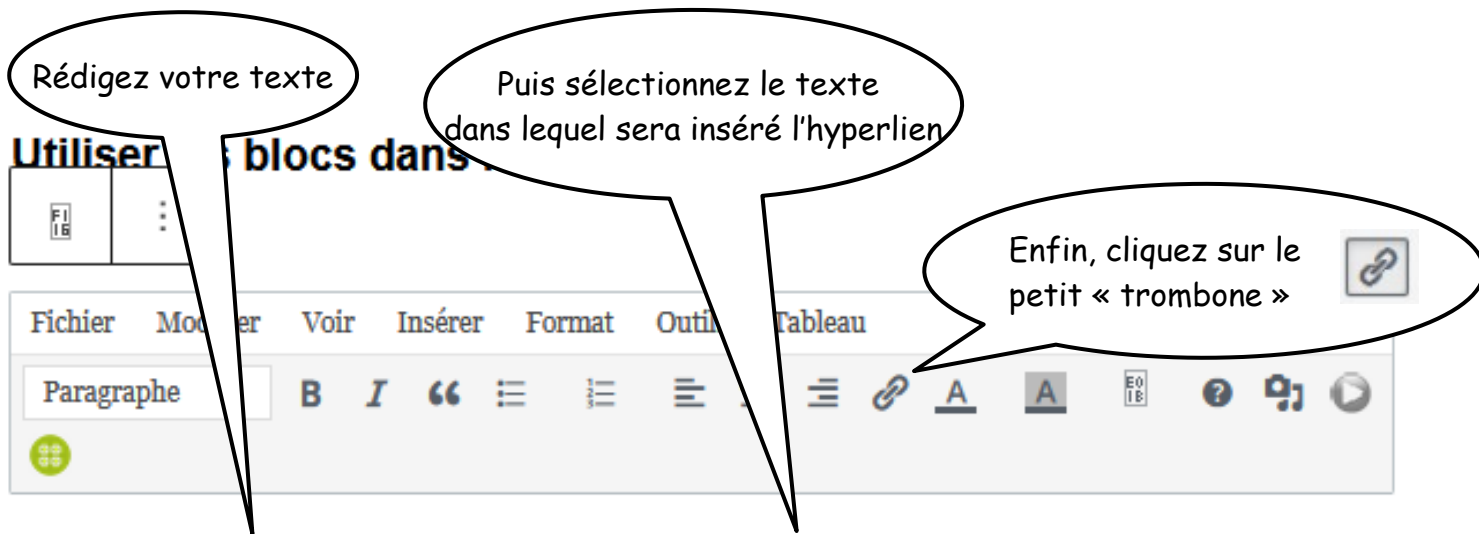 Rédigez votre texte
Puis sélectionnez le texte
dans lequel sera inséré l'hyperlien
Utiliser blocs dans
Enfin, cliquez sur le
petit « trombone »
Fichier Voir Insérer Format Tableau
Paragraphe B I A A